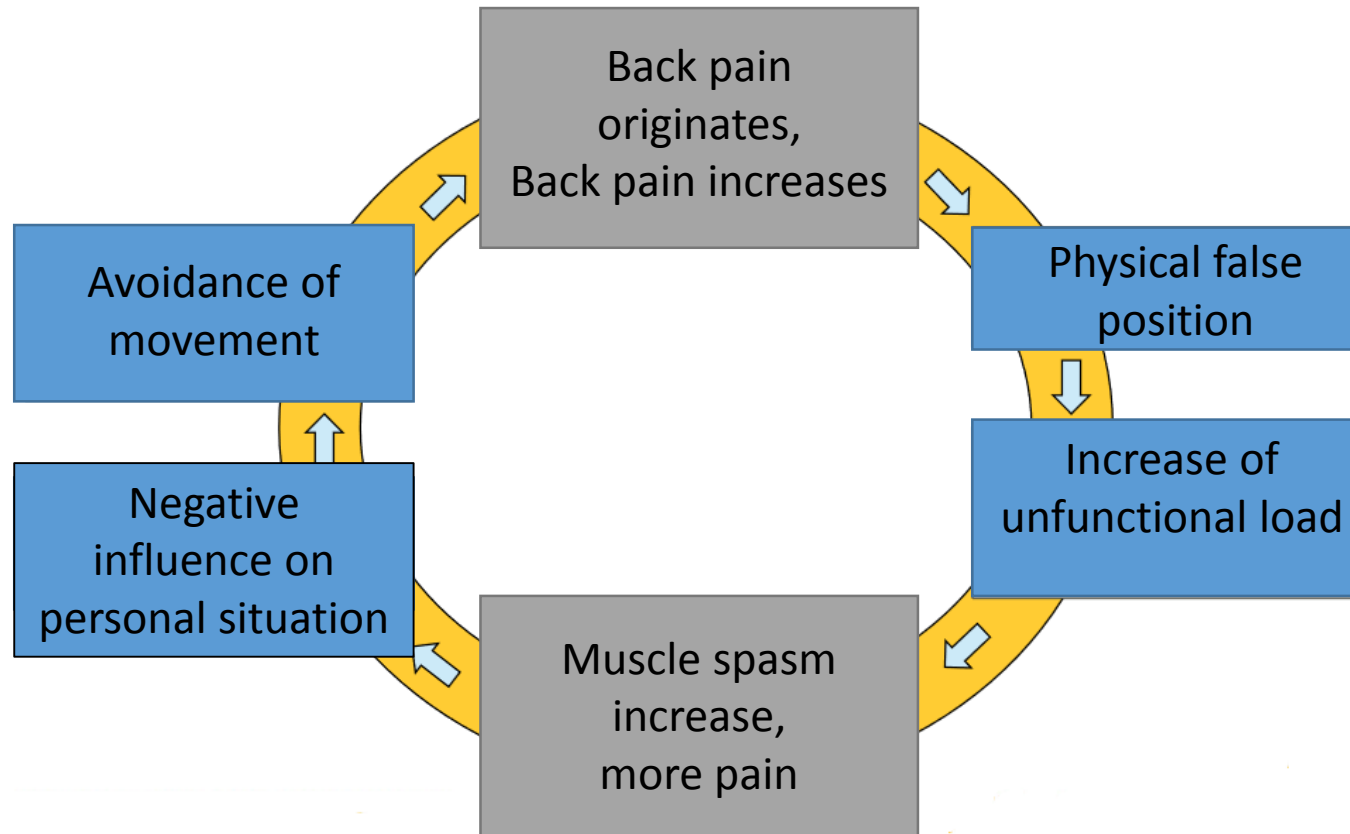 Back pain
originates,
Back pain increases
Physical false
position
Increase of
unfunctional load
Muscle spasm
increase,
more pain
Negative
influence on
personal situation
Avoidance of
movement